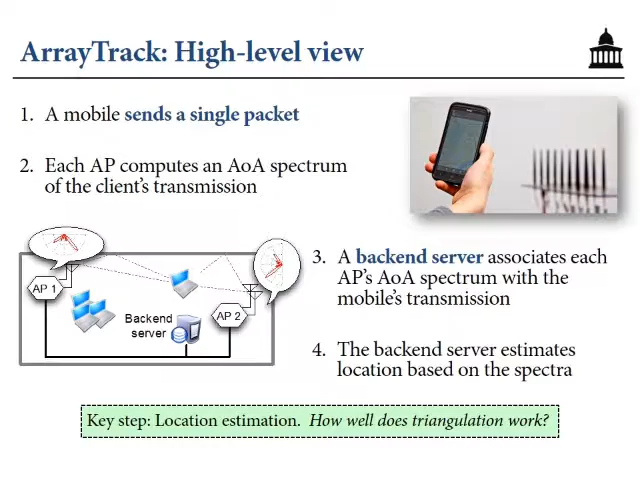 ArrayTrack: High-level view
1. A mobile sends a single packet
2. Each AP computes an AoA spectrum
of the client's transmission
AP 1
Backend
server
AP 2
3. A backend server associates each
AP's AoA spectrum with the
mobile's transmission
4. The backend server estimates
location based on the spectra
Key step: Location estimation. How well does triangulation work?